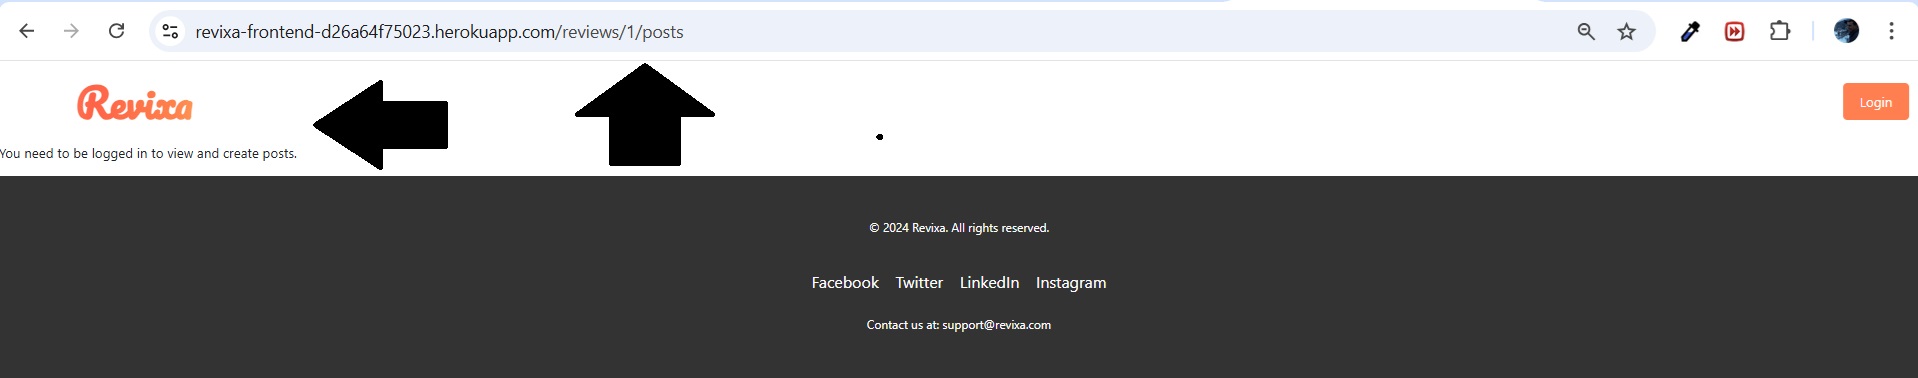 revixa-frontend-d26a64f75023.herokuapp.com/reviews/1/posts
Revixa
Login
You need to be logged in to view and create posts.
© 2024 Revixa. All rights reserved.
Facebook Twitter LinkedIn Instagram
Contact us at: support@revixa.com